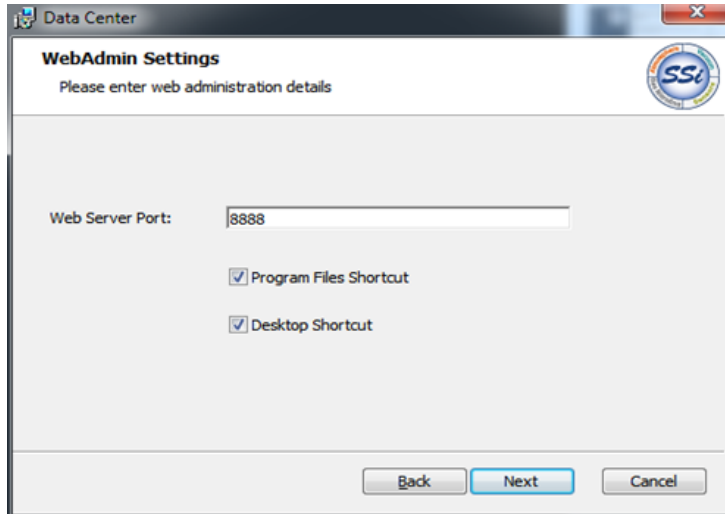 Data Center
WebAdmin Settings
Please enter web administration details
SSi
Web Server Port:
8888
Program Files Shortcut
Desktop Shortcut
Back
Next
Cancel